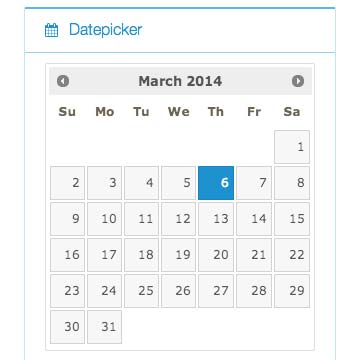 Datepicker
March 2014
Su Mo Tu We Th Fr Sa
1
2 3 4 5 6 7 8
9 10 11 12 13 14 15
16 17 18 19 20 21 22
23 24 25 26 27 28 29
30 31